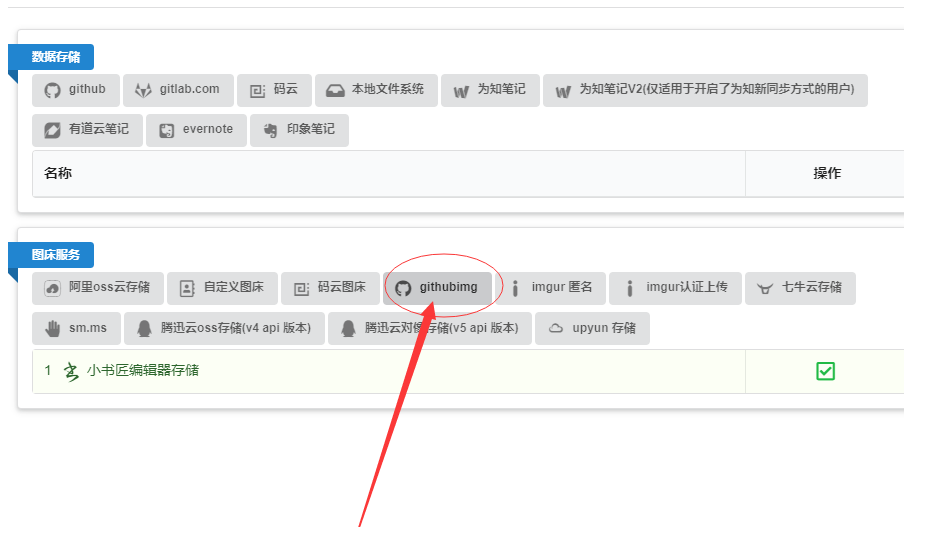 数据存储
github gitlab.com 码云 本地文件系统 为知笔记 为知笔记V2(仅适用于开启了为知新同步方式的用户)
有道云笔记 evernote 印象笔记
名称 操作
图床服务
阿里oss云存储 自定义图床 码云图床 githubimg imgur 匿名 imgur认证上传 七牛云存储
sm.ms 腾迅云oss存储(v4 api 版本) 腾迅云对像存储(v5 api 版本) upyun 存储
1 小书匠编辑器存储